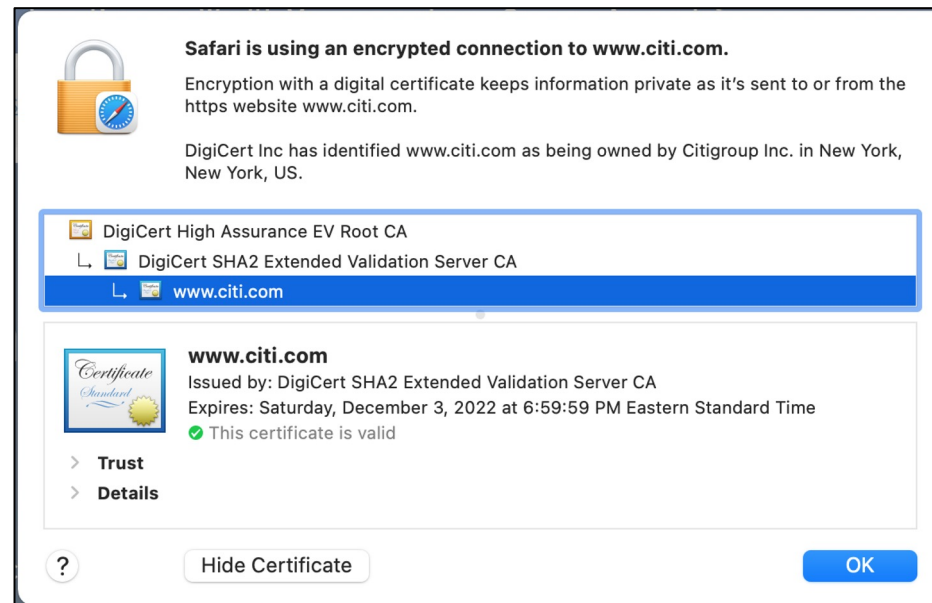 Safari is using an encrypted connection to www.citi.com.
Encryption with a digital certificate keeps information private as it's sent to or from the
https website www.citi.com.
DigiCert Inc has identified www.citi.com as being owned by Citigroup Inc. in New York,
New York, US.
DigiCert High Assurance EV Root CA
DigiCert SHA2 Extended Validation Server CA
www.citi.com
Certificate
Standard
www.citi.com
Issued by: DigiCert SHA2 Extended Validation Server CA
Expires: Saturday, December 3, 2022 at 6:59:59 PM Eastern Standard Time
This certificate is valid
Trust
Details
?
Hide Certificate
OK